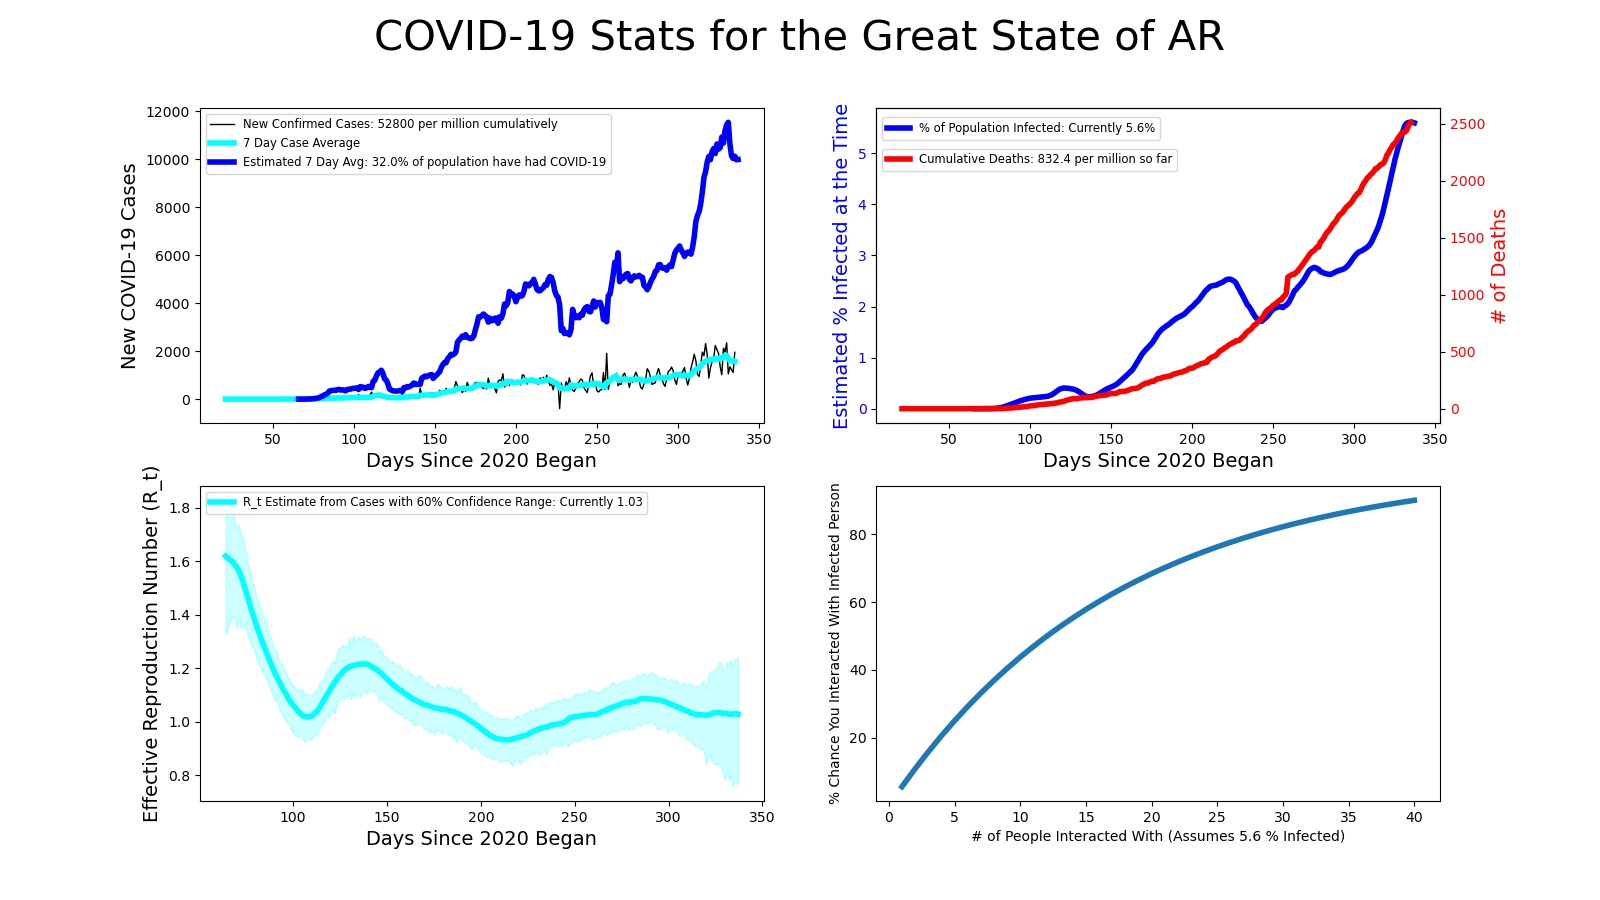 COVID-19 Stats for the Great State of AR
New COVID-19 Cases
12000
10000
8000
6000
4000
2000
0
New Confirmed Cases: 52800 per million cumulatively
7 Day Case Average
Estimated 7 Day Avg: 32.0% of population have had COVID-19
50 100 150 200 250 300 350
Days Since 2020 Began
Estimated % Infected at the Time
5
4
3
2
1
0
% of Population Infected: Currently 5.6%
Cumulative Deaths: 832.4 per million so far
2500
2000
1500
1000
500
0
# of Deaths
50 100 150 200 250 300 350
Days Since 2020 Began
Effective Reproduction Number (R_t)
1.8
1.6
1.4
1.2
1.0
0.8
R_t Estimate from Cases with 60% Confidence Range: Currently 1.03
100 150 200 250 300 350
Days Since 2020 Began
% Chance You Interacted With Infected Person
80
60
40
20
0 5 10 15 20 25 30 35 40
# of People Interacted With (Assumes 5.6 % Infected)